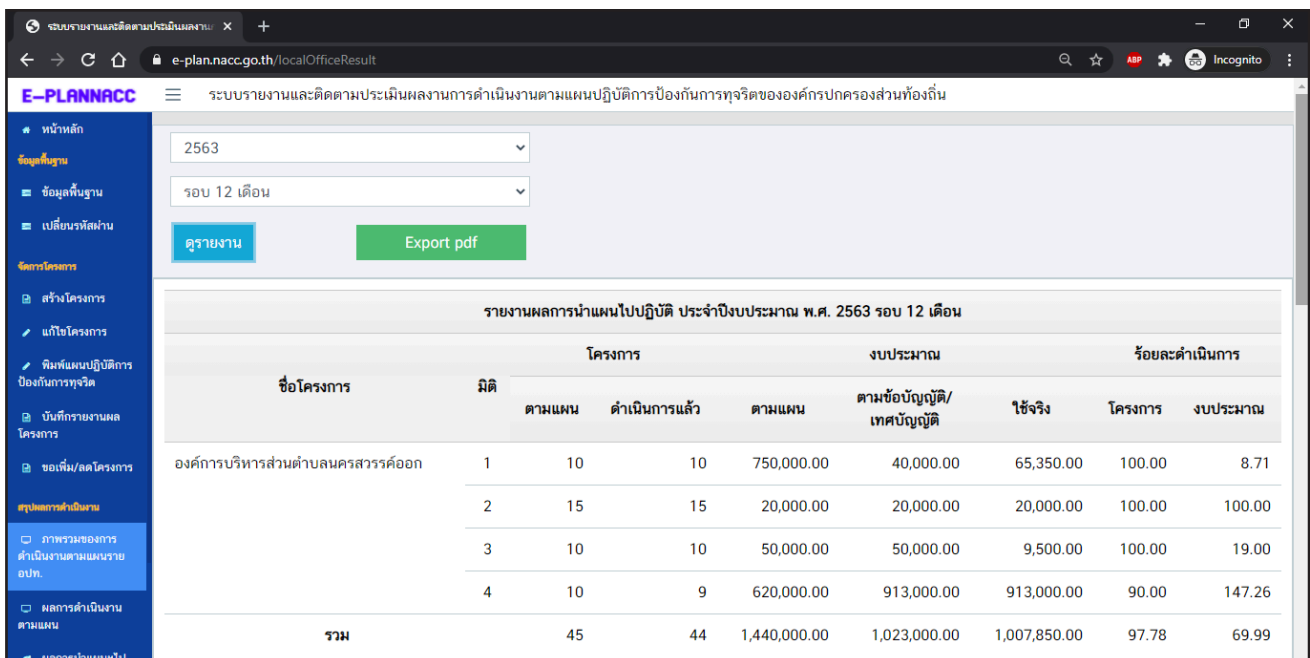 ระบบรายงานและติดตามประเมินผลงาน
e-plan.nacc.go.th/localOfficeResult
ABP
Incognito
E-PLANNACC
ระบบรายงานและติดตามประเมินผลงานการดำเนินงานตามแผนปฏิบัติการป้องกันการทุจริตขององค์กรปกครองส่วนท้องถิ่น
หน้าหลัก
ข้อมูลพื้นฐาน
ข้อมูลพื้นฐาน
เปลี่ยนรหัสผ่าน
จัดการโครงการ
สร้างโครงการ
แก้ไขโครงการ
พิมพ์แผนปฏิบัติการ
ป้องกันการทุจริต
บันทึกรายงานผล
โครงการ
ขอเพิ่ม/ลดโครงการ
สรุปผลการดำเนินงาน
ภาพรวมของการ
ดำเนินงานตามแผนราย
อปท.
ผลการดำเนินงาน
ตามแผน
2563
รอบ 12 เดือน
ดูรายงาน
Export pdf
รายงานผลการนำแผนไปปฏิบัติ ประจำปีงบประมาณ พ.ศ. 2563 รอบ 12 เดือน
ชื่อโครงการ มิติ โครงการ งบประมาณ ร้อยละดำเนินการ
ตามแผน ดำเนินการแล้ว ตามแผน ตามข้อบัญญัติ/ ใช้จริง โครงการ งบประมาณ
เทศบัญญัติ
องค์การบริหารส่วนตำบลนครสวรรค์ออก 1 10 10 750,000.00 40,000.00 65,350.00 100.00 8.71
2 15 15 20,000.00 20,000.00 20,000.00 100.00 100.00
3 10 10 50,000.00 50,000.00 9,500.00 100.00 19.00
4 10 9 620,000.00 913,000.00 913,000.00 90.00 147.26
รวม 45 44 1,440,000.00 1,023,000.00 1,007,850.00 97.78 69.99